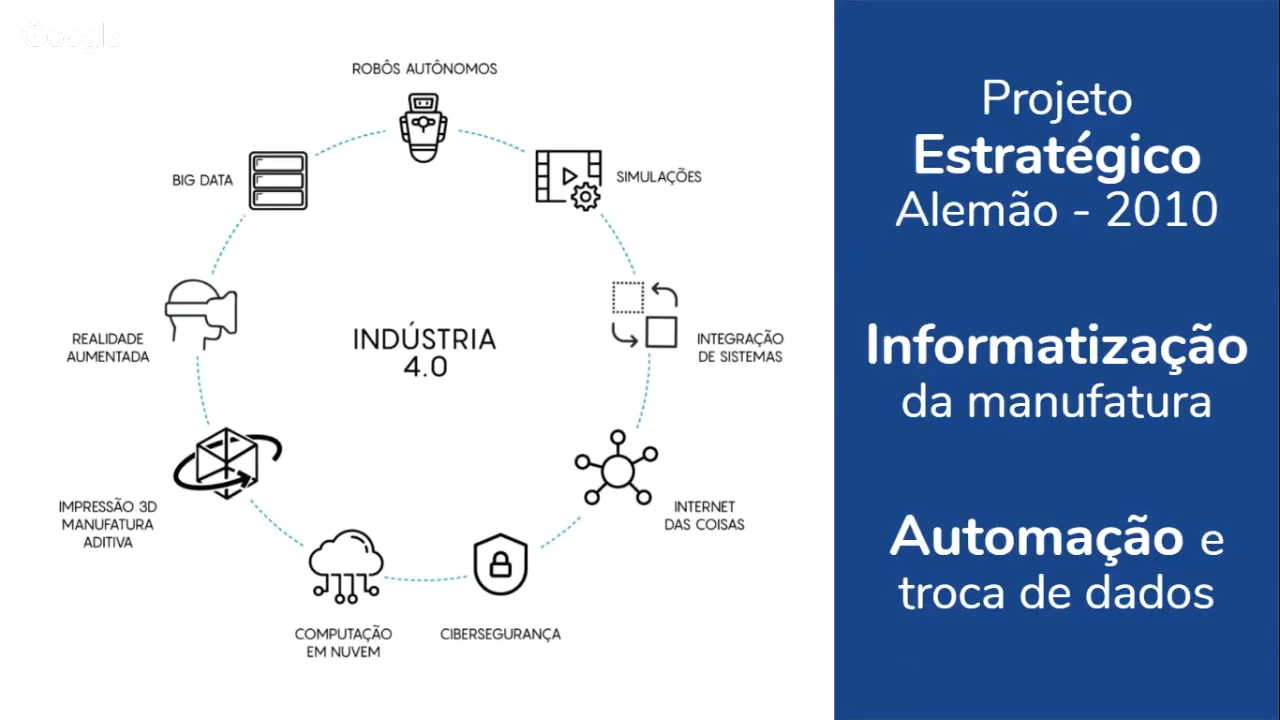 Google
ROBÔS AUTÔNOMOS
BIG DATA
SIMULAÇÕES
REALIDADE
AUMENTADA
INDÚSTRIA
4.0
INTEGRAÇÃO
DE SISTEMAS
IMPRESSÃO 3D
MANUFATURA
ADITIVA
INTERNET
DAS COISAS
COMPUTAÇÃO
EM NUVEM
CIBERSEGURANÇA
Projeto
Estratégico
Alemão - 2010
Informatização
da manufatura
Automação e
troca de dados